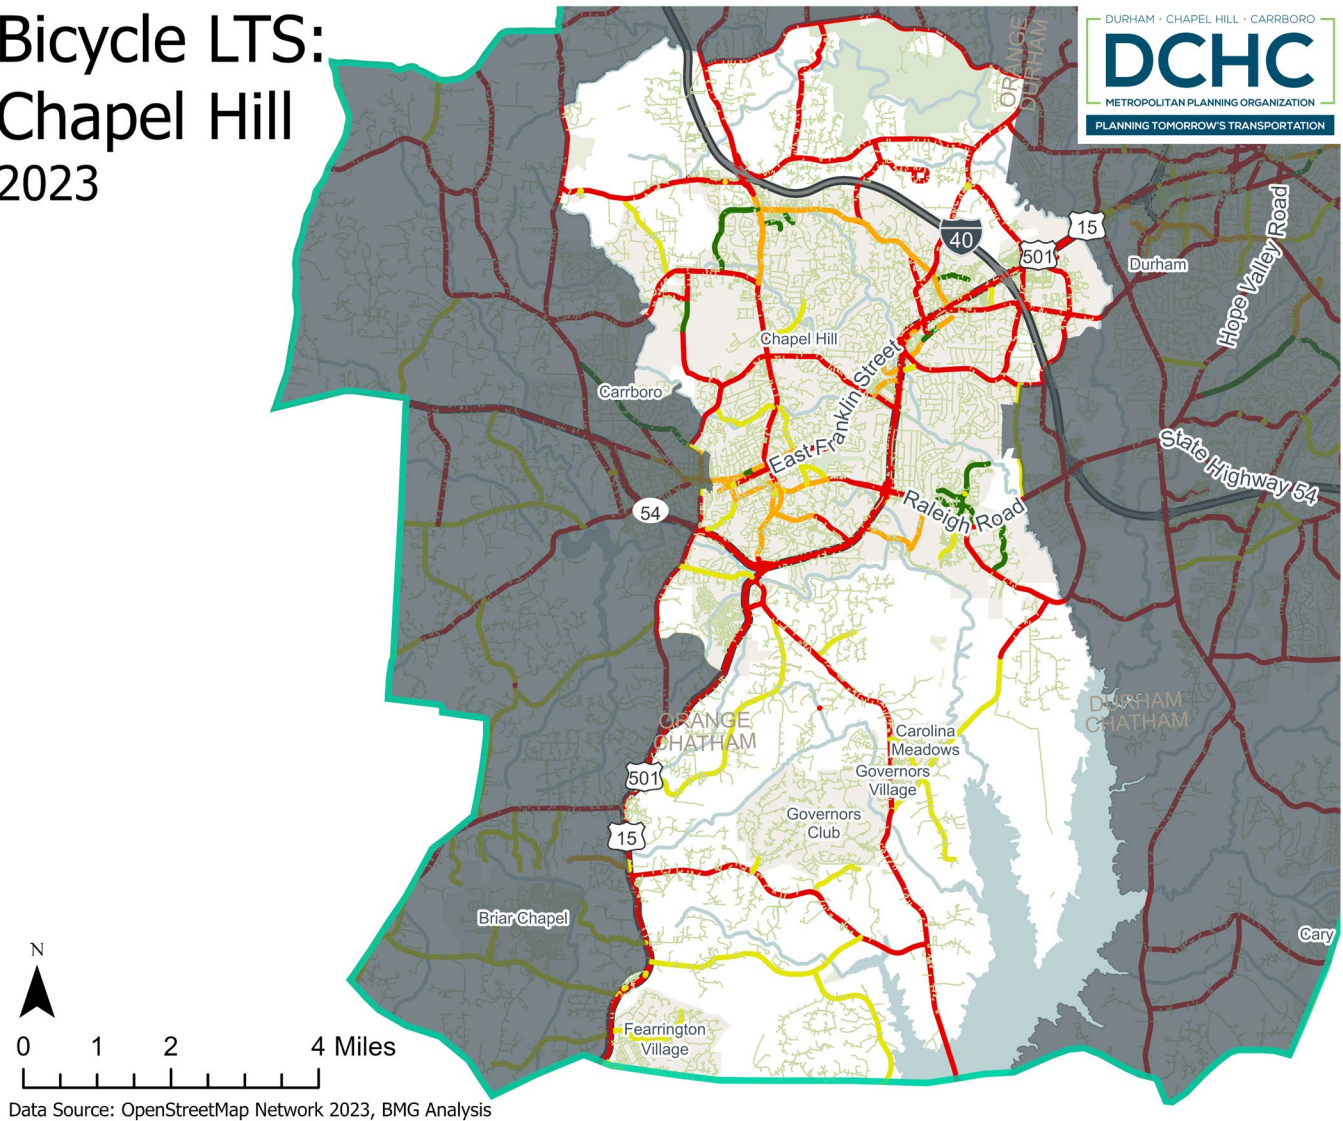 Bicycle LTS:
Chapel Hill
2023
DURHAM · CHAPEL HILL · CARRBORO
DCHC
METROPOLITAN PLANNING ORGANIZATION
PLANNING TOMORROW'S TRANSPORTATION
ORANGE
DURHAM
15
40
501
Durham
Hope Valley Road
Chapel Hill
Carrboro
East Franklin Street
State Highway 54
54
Raleigh Road
ORANGE
CHATHAM
DURHAM
CHATHAM
Carolina
Meadows
501
Governors
Village
15
Governors
Club
Briar Chapel
Cary
Fearrington
Village
N
0 1 2 4 Miles
Data Source: OpenStreetMap Network 2023, BMG Analysis